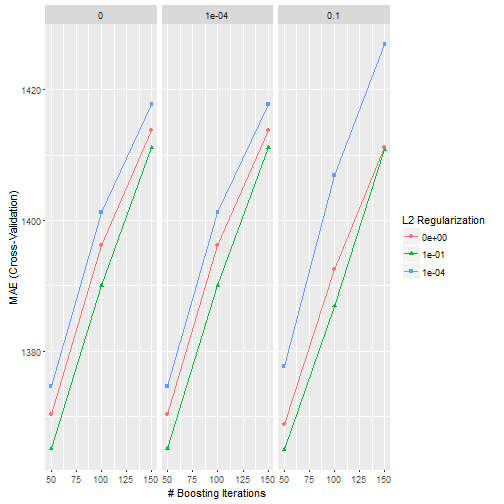 0 1e-04 0.1
1420
1400
1380
MAE (Cross-Validation)
50 75 100 125 150 50 75 100 125 150 50 75 100 125 150
# Boosting Iterations
L2 Regularization
0e+00
1e-01
1e-04